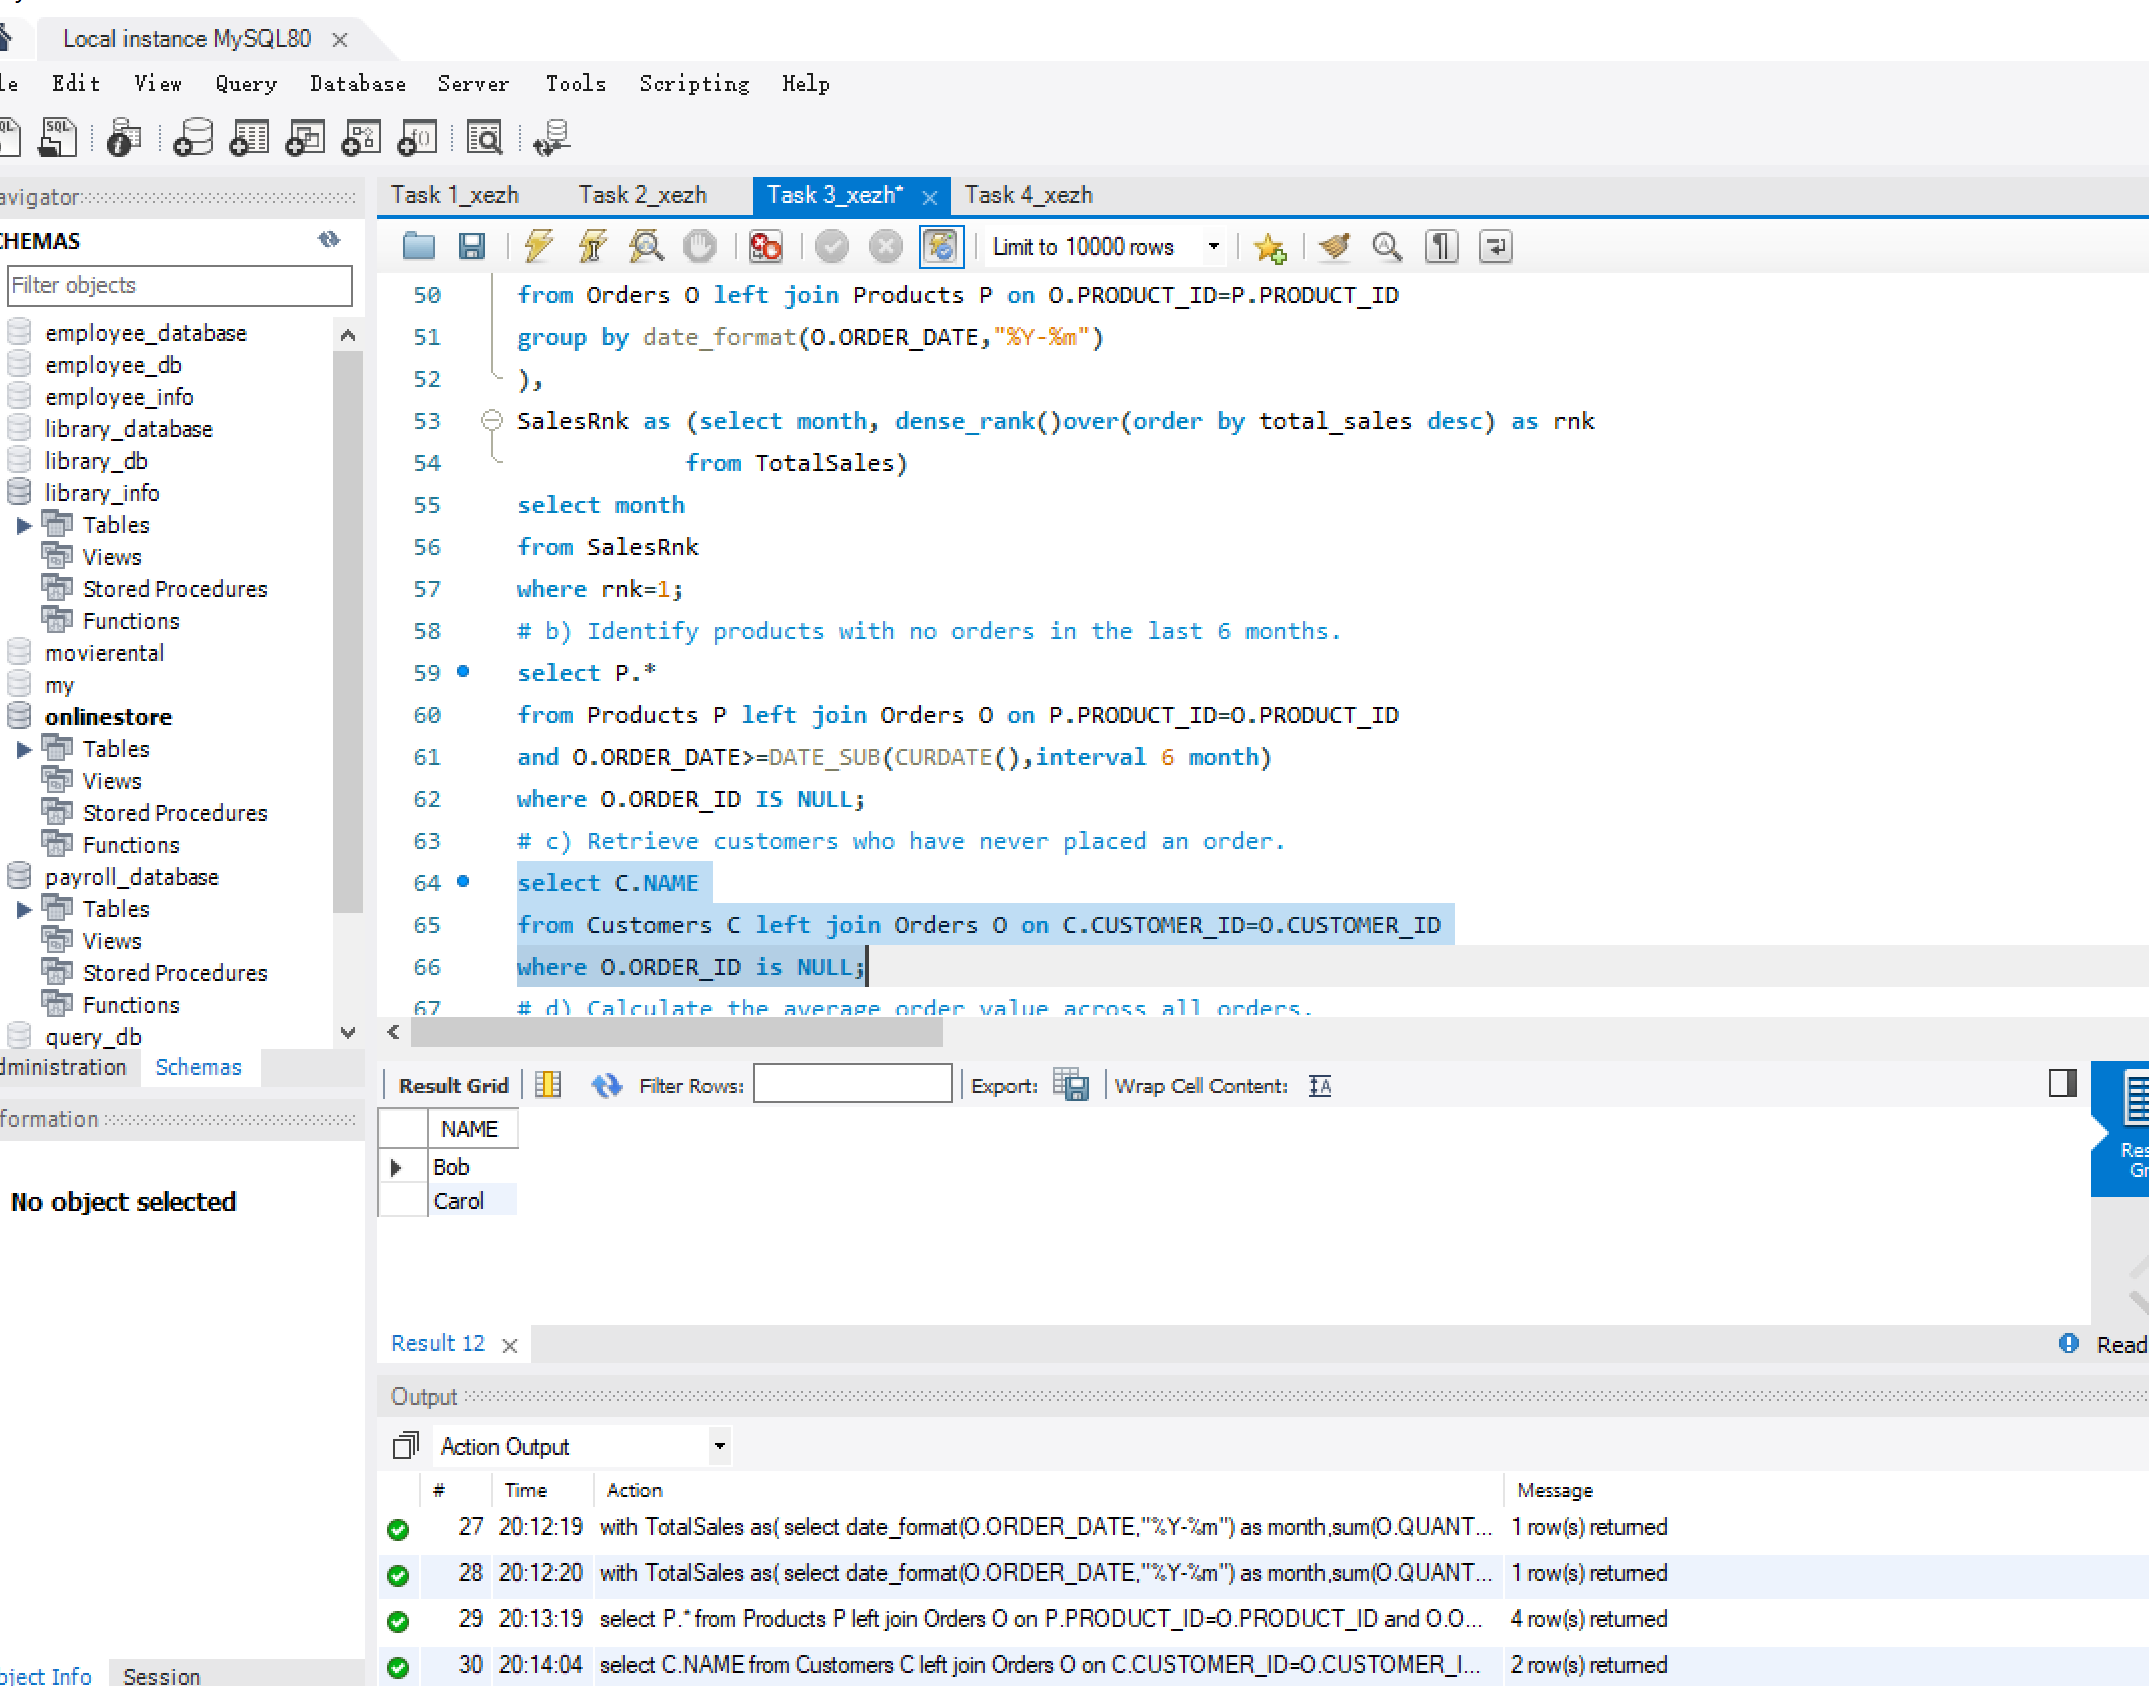 Local instance MySQL80
Edit View Query Database Server Tools Scripting Help
Task 1_xezh Task 2_xezh Task 3_xezh* Task 4_xezh
Limit to 10000 rows
Filter objects
employee_database
employee_db
employee_info
library_database
library_db
library_info
Tables
Views
Stored Procedures
Functions
movierental
my
onlinestore
Tables
Views
Stored Procedures
Functions
payroll_database
Tables
Views
Stored Procedures
Functions
query_db
Schemas
No object selected
Session
50 from Orders O left join Products P on O.PRODUCT_ID=P.PRODUCT_ID
51 group by date_format(O.ORDER_DATE,"%Y-%m")
52 ),
53 SalesRnk as (select month, dense_rank()over(order by total_sales desc) as rnk
54 from TotalSales)
55 select month
56 from SalesRnk
57 where rnk=1;
58 # b) Identify products with no orders in the last 6 months.
59 select P.*
60 from Products P left join Orders O on P.PRODUCT_ID=O.PRODUCT_ID
61 and O.ORDER_DATE>=DATE_SUB(CURDATE(),interval 6 month)
62 where O.ORDER_ID IS NULL;
63 # c) Retrieve customers who have never placed an order.
64 select C.NAME
65 from Customers C left join Orders O on C.CUSTOMER_ID=O.CUSTOMER_ID
66 where O.ORDER_ID is NULL;
67 # d) Calculate the average order value across all orders.
Result Grid Filter Rows: Export: Wrap Cell Content:
NAME
Bob
Carol
Result 12
Output
Action Output
# Time Action Message
27 20:12:19 with TotalSales as( select date_format(O.ORDER_DATE,"%Y-%m") as month,sum(O.QUANT... 1 row(s) returned
28 20:12:20 with TotalSales as( select date_format(O.ORDER_DATE,"%Y-%m") as month,sum(O.QUANT... 1 row(s) returned
29 20:13:19 select P.* from Products P left join Orders O on P.PRODUCT_ID=O.PRODUCT_ID and O.O... 4 row(s) returned
30 20:14:04 select C.NAME from Customers C left join Orders O on C.CUSTOMER_ID=O.CUSTOMER_I... 2 row(s) returned